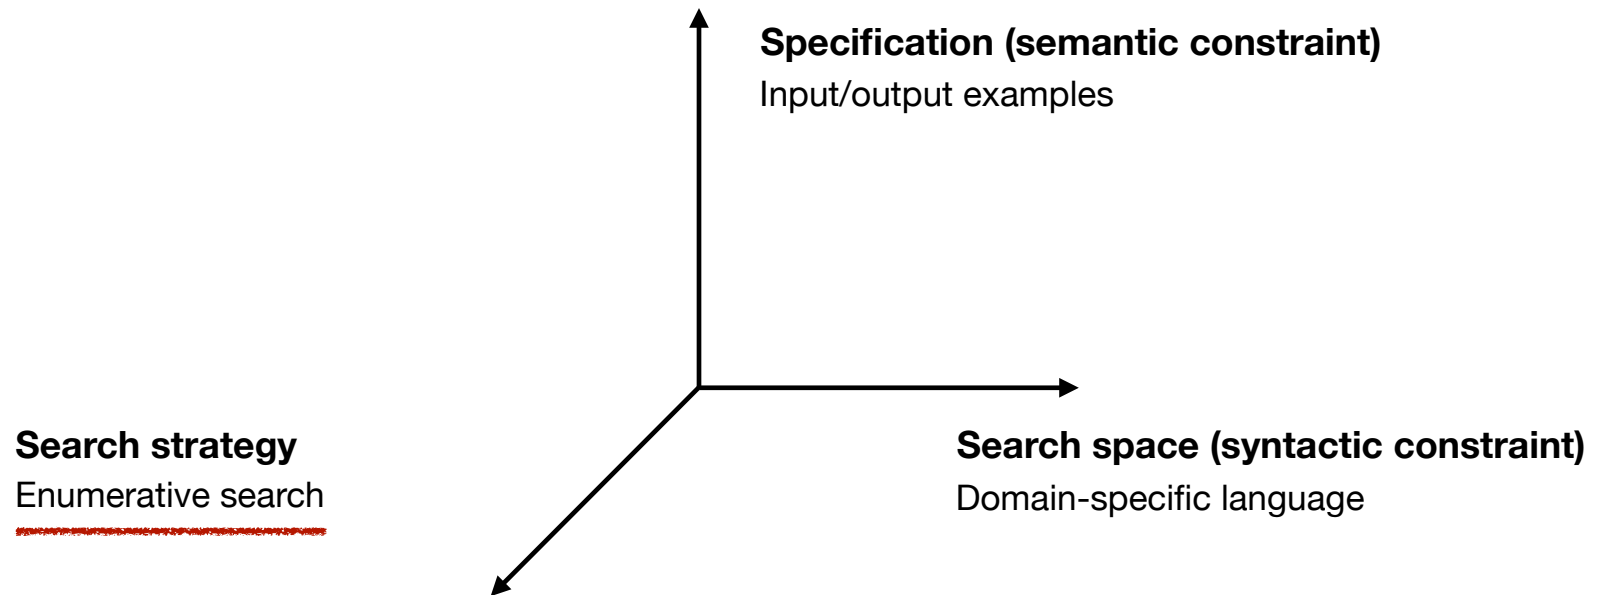 Specification (semantic constraint)
Input/output examples
Search strategy
Enumerative search
Search space (syntactic constraint)
Domain-specific language